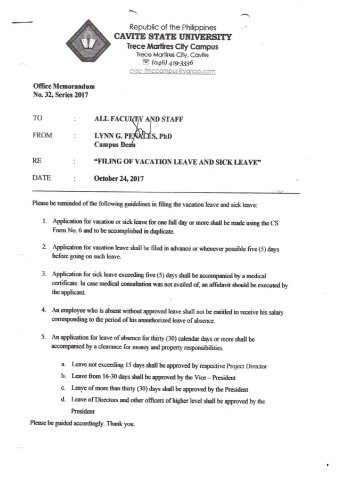 Republic of the Philippines
CAVITE STATE UNIVERSITY
Trece Martires City Campus
Trece Martires City, Cavite
☏ (046) 419-3336
cvsu_tmccampus@yahoo.com
Office Memorandum
No. 32, Series 2017
TO : ALL FACULTY AND STAFF
FROM : LYNN G. PEÑALES, PhD
Campus Dean
RE : "FILING OF VACATION LEAVE AND SICK LEAVE"
DATE : October 24, 2017
Please be reminded of the following guidelines in filing the vacation leave and sick leave:
1. Application for vacation or sick leave for one full day or more shall be made using the CS
Form No. 6 and to be accomplished in duplicate.
2. Application for vacation leave shall be filed in advance or whenever possible five (5) days
before going on such leave.
3. Application for sick leave exceeding five (5) days shall be accompanied by a medical
certificate. In case medical consultation was not availed of, an affidavit should be executed by
the applicant.
4. An employee who is absent without approved leave shall not be entitled to receive his salary
corresponding to the period of his unauthorized leave of absence.
5. An application for leave of absence for thirty (30) calendar days or more shall be
accompanied by a clearance for money and property responsibilities.
a. Leave not exceeding 15 days shall be approved by respective Project Director
b. Leave from 16-30 days shall be approved by the Vice – President
c. Leave of more than thirty (30) days shall be approved by the President
d. Leave of Directors and other officers of higher level shall be approved by the
President
Please be guided accordingly. Thank you.